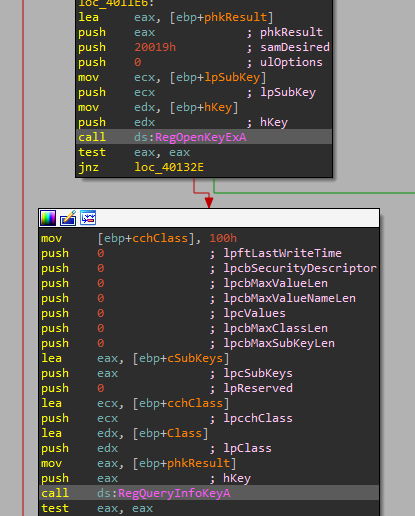 loc_4011E6:
lea eax, [ebp+phkResult]
push eax ; phkResult
push 20019h ; samDesired
push 0 ; ulOptions
mov ecx, [ebp+lpSubKey]
push ecx ; lpSubKey
mov edx, [ebp+hKey]
push edx ; hKey
call ds:RegOpenKeyExA
test eax, eax
jnz loc_40132E
mov [ebp+cchClass], 100h
push 0 ; lpftLastWriteTime
push 0 ; lpcbSecurityDescriptor
push 0 ; lpcbMaxValueLen
push 0 ; lpcbMaxValueNameLen
push 0 ; lpcValues
push 0 ; lpcbMaxClassLen
push 0 ; lpcbMaxSubKeyLen
lea eax, [ebp+cSubKeys]
push eax ; lpcSubKeys
push 0 ; lpReserved
lea ecx, [ebp+cchClass]
push ecx ; lpcchClass
lea edx, [ebp+Class]
push edx ; lpClass
mov eax, [ebp+phkResult]
push eax ; hKey
call ds:RegQueryInfoKeyA
test eax, eax